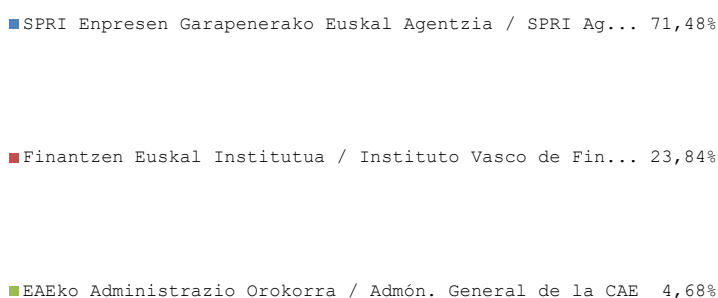 SPRI Enpresen Garapenerako Euskal Agentzia / SPRI Ag... 71,48%
Finantzen Euskal Institutua / Instituto Vasco de Fin... 23,84%
EAEko Administrazio Orokorra / Admón. General de la CAE 4,68%